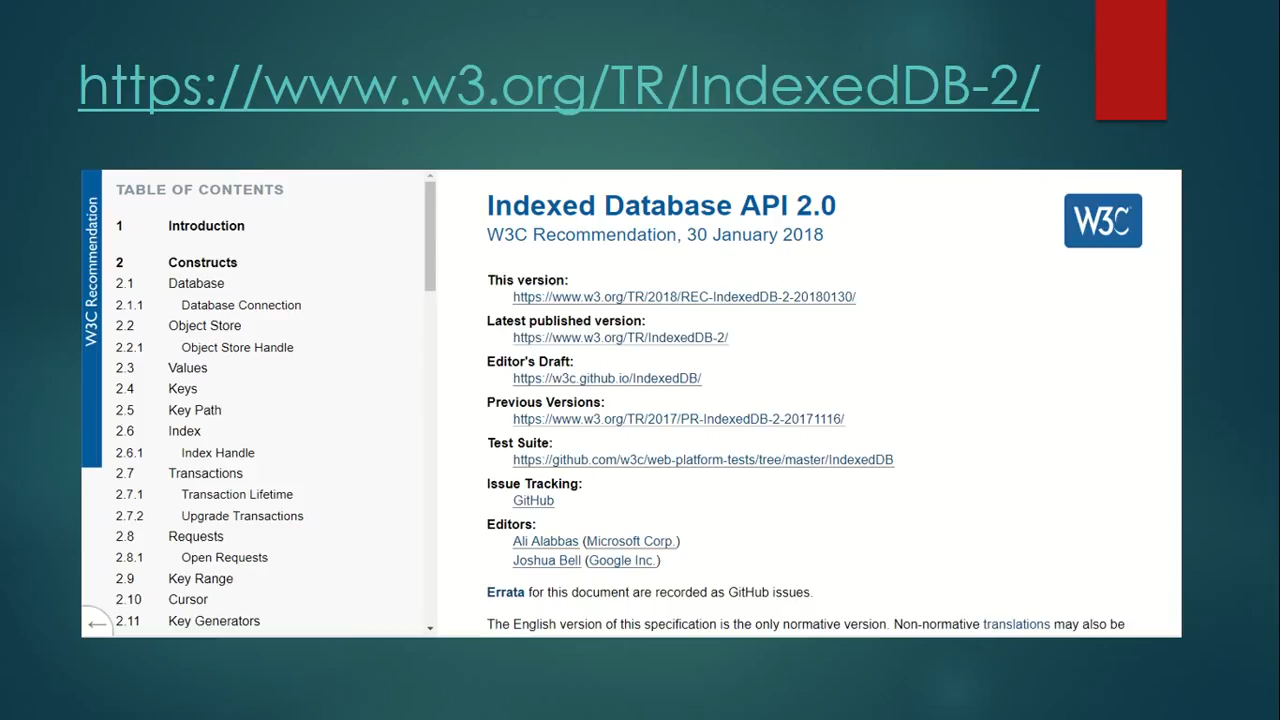 https://www.w3.org/TR/IndexedDB-2/
W3C Recommendation
TABLE OF CONTENTS
1 Introduction
2 Constructs
2.1 Database
2.1.1 Database Connection
2.2 Object Store
2.2.1 Object Store Handle
2.3 Values
2.4 Keys
2.5 Key Path
2.6 Index
2.6.1 Index Handle
2.7 Transactions
2.7.1 Transaction Lifetime
2.7.2 Upgrade Transactions
2.8 Requests
2.8.1 Open Requests
2.9 Key Range
2.10 Cursor
2.11 Key Generators
Indexed Database API 2.0
W3C Recommendation, 30 January 2018
W3C
This version:
https://www.w3.org/TR/2018/REC-IndexedDB-2-20180130/
Latest published version:
https://www.w3.org/TR/IndexedDB-2/
Editor's Draft:
https://w3c.github.io/IndexedDB/
Previous Versions:
https://www.w3.org/TR/2017/PR-IndexedDB-2-20171116/
Test Suite:
https://github.com/w3c/web-platform-tests/tree/master/IndexedDB
Issue Tracking:
GitHub
Editors:
Ali Alabbas (Microsoft Corp.)
Joshua Bell (Google Inc.)
Errata for this document are recorded as GitHub issues.
The English version of this specification is the only normative version. Non-normative translations may also be